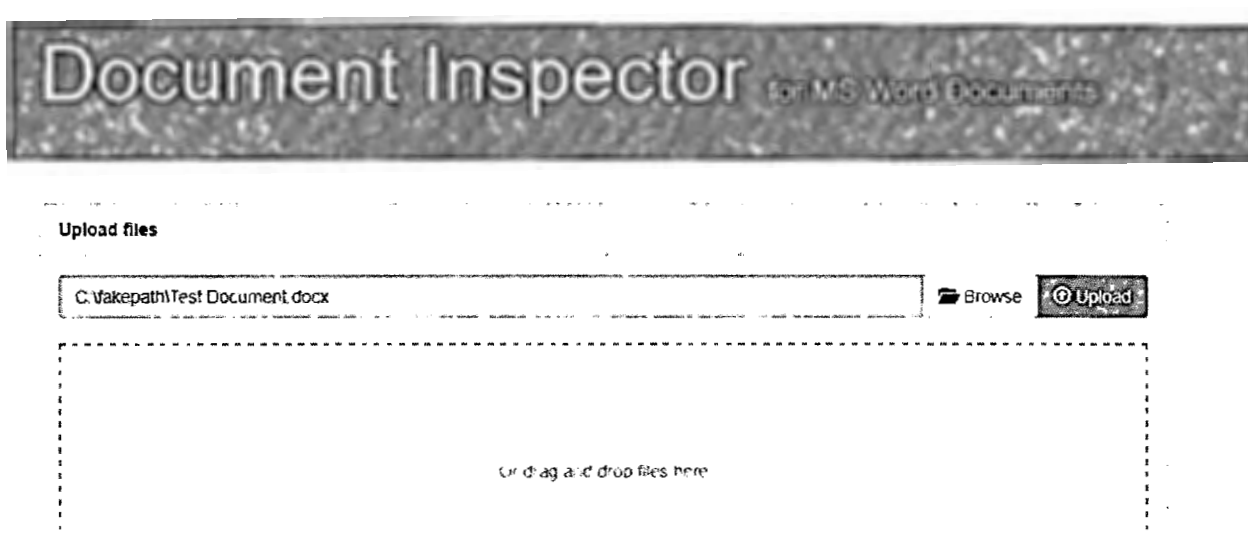 Document Inspector for MS Word Documents
Upload files
C:\fakepath\Test Document.docx Browse Upload
Or drag and drop files here